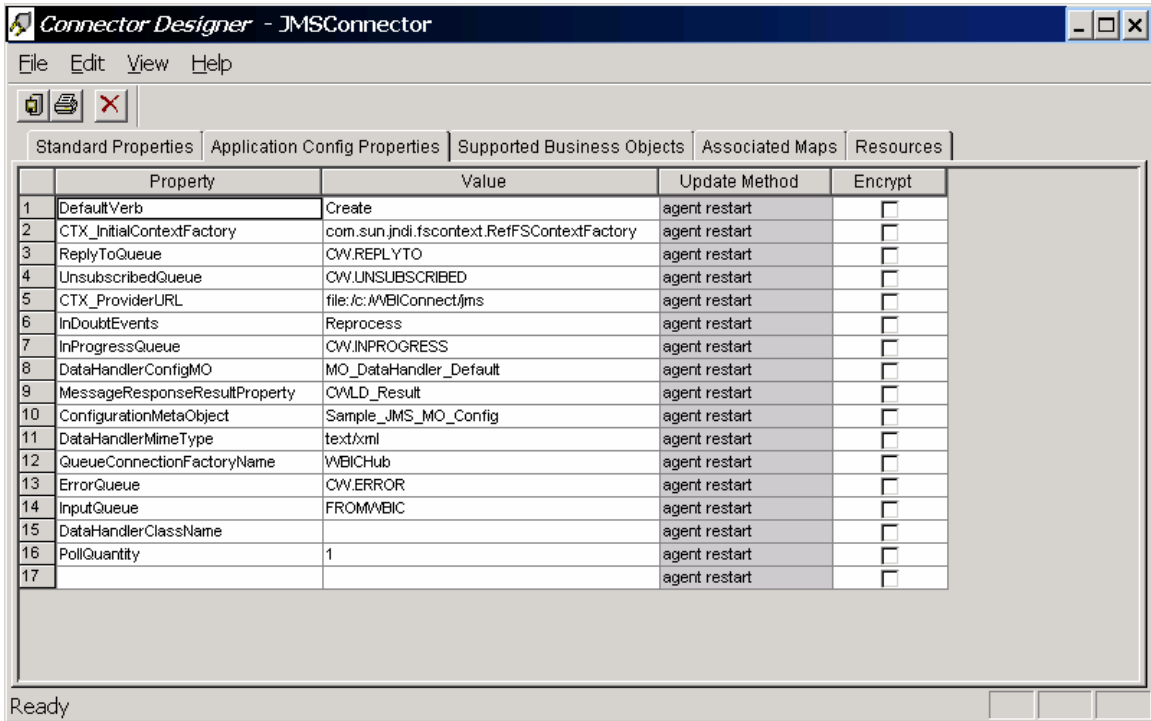 Connector Designer - JMSConnector
File Edit View Help
Standard Properties Application Config Properties Supported Business Objects Associated Maps Resources
Property Value Update Method Encrypt
1 DefaultVerb Create agent restart
2 CTX_InitialContextFactory com.sun.jndi.fscontext.RefFSContextFactory agent restart
3 ReplyToQueue CW.REPLYTO agent restart
4 UnsubscribedQueue CW.UNSUBSCRIBED agent restart
5 CTX_ProviderURL file:/c:/WBIConnect/jms agent restart
6 InDoubtEvents Reprocess agent restart
7 InProgressQueue CW.INPROGRESS agent restart
8 DataHandlerConfigMO MO_DataHandler_Default agent restart
9 MessageResponseResultProperty CWLD_Result agent restart
10 ConfigurationMetaObject Sample_JMS_MO_Config agent restart
11 DataHandlerMimeType text/xml agent restart
12 QueueConnectionFactoryName WBICHub agent restart
13 ErrorQueue CW.ERROR agent restart
14 InputQueue FROMWBIC agent restart
15 DataHandlerClassName agent restart
16 PollQuantity 1 agent restart
17 agent restart
Ready